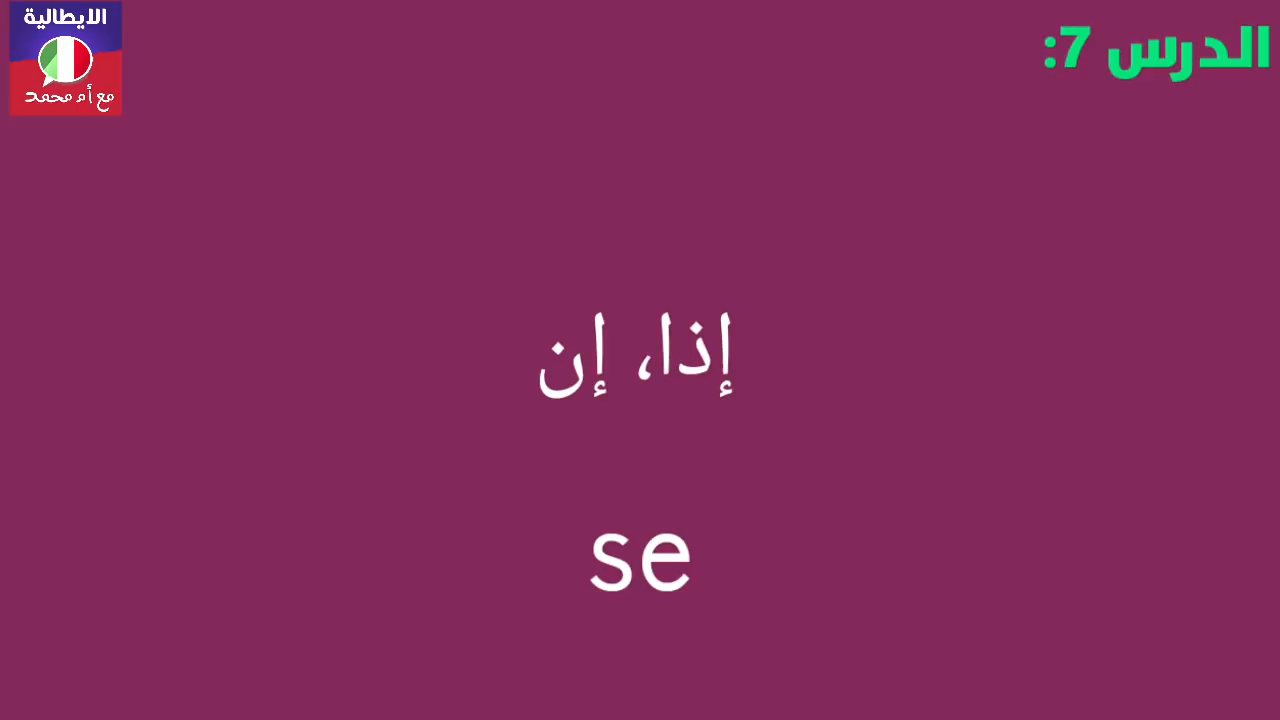 الايطالية
مع أم محمد
الدرس 7:
إذا، إن
se